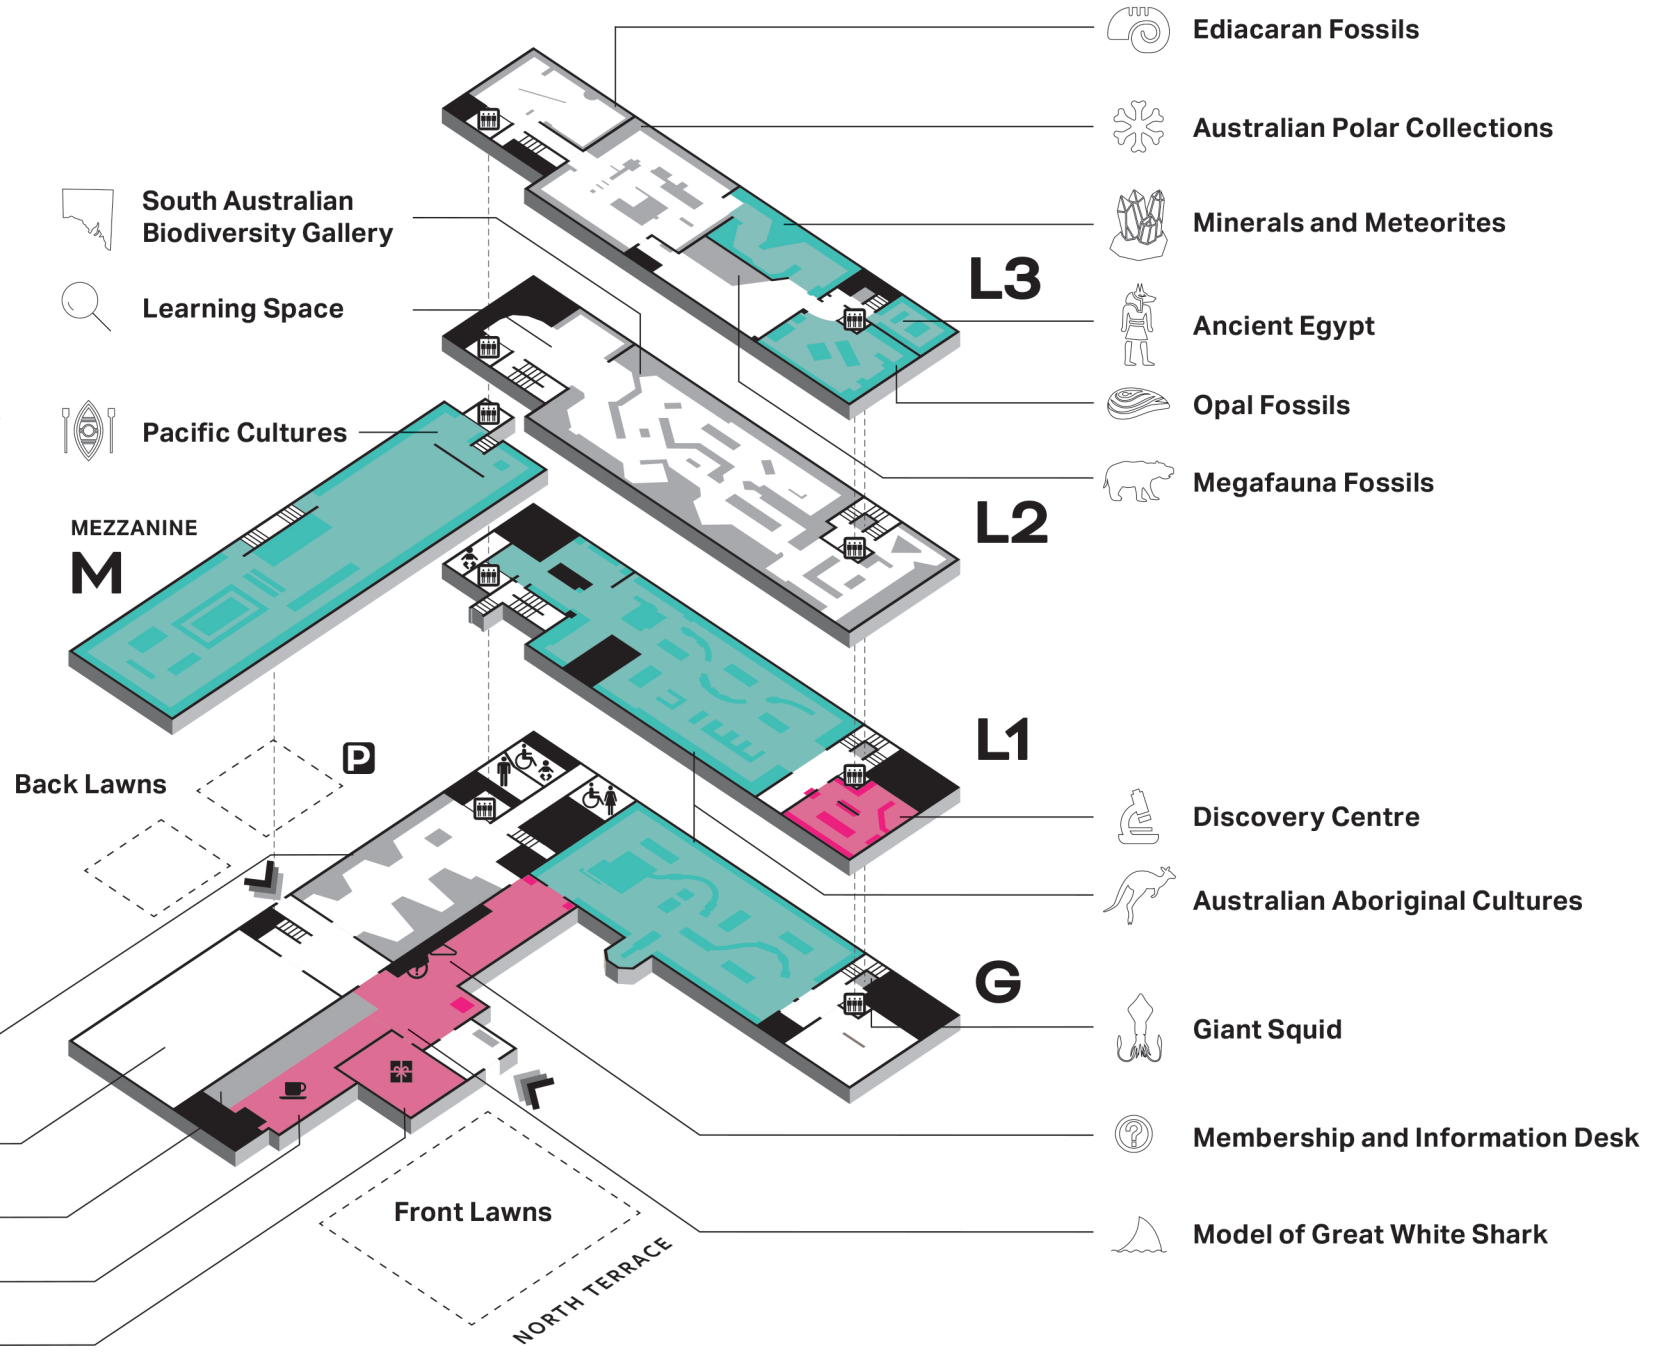 Ediacaran Fossils
Australian Polar Collections
South Australian
Biodiversity Gallery
Minerals and Meteorites
L3
Learning Space
Ancient Egypt
Opal Fossils
Pacific Cultures
Megafauna Fossils
MEZZANINE
M
L2
L1
P
Back Lawns
Discovery Centre
Australian Aboriginal Cultures
G
Giant Squid
Membership and Information Desk
Front Lawns
Model of Great White Shark
NORTH TERRACE